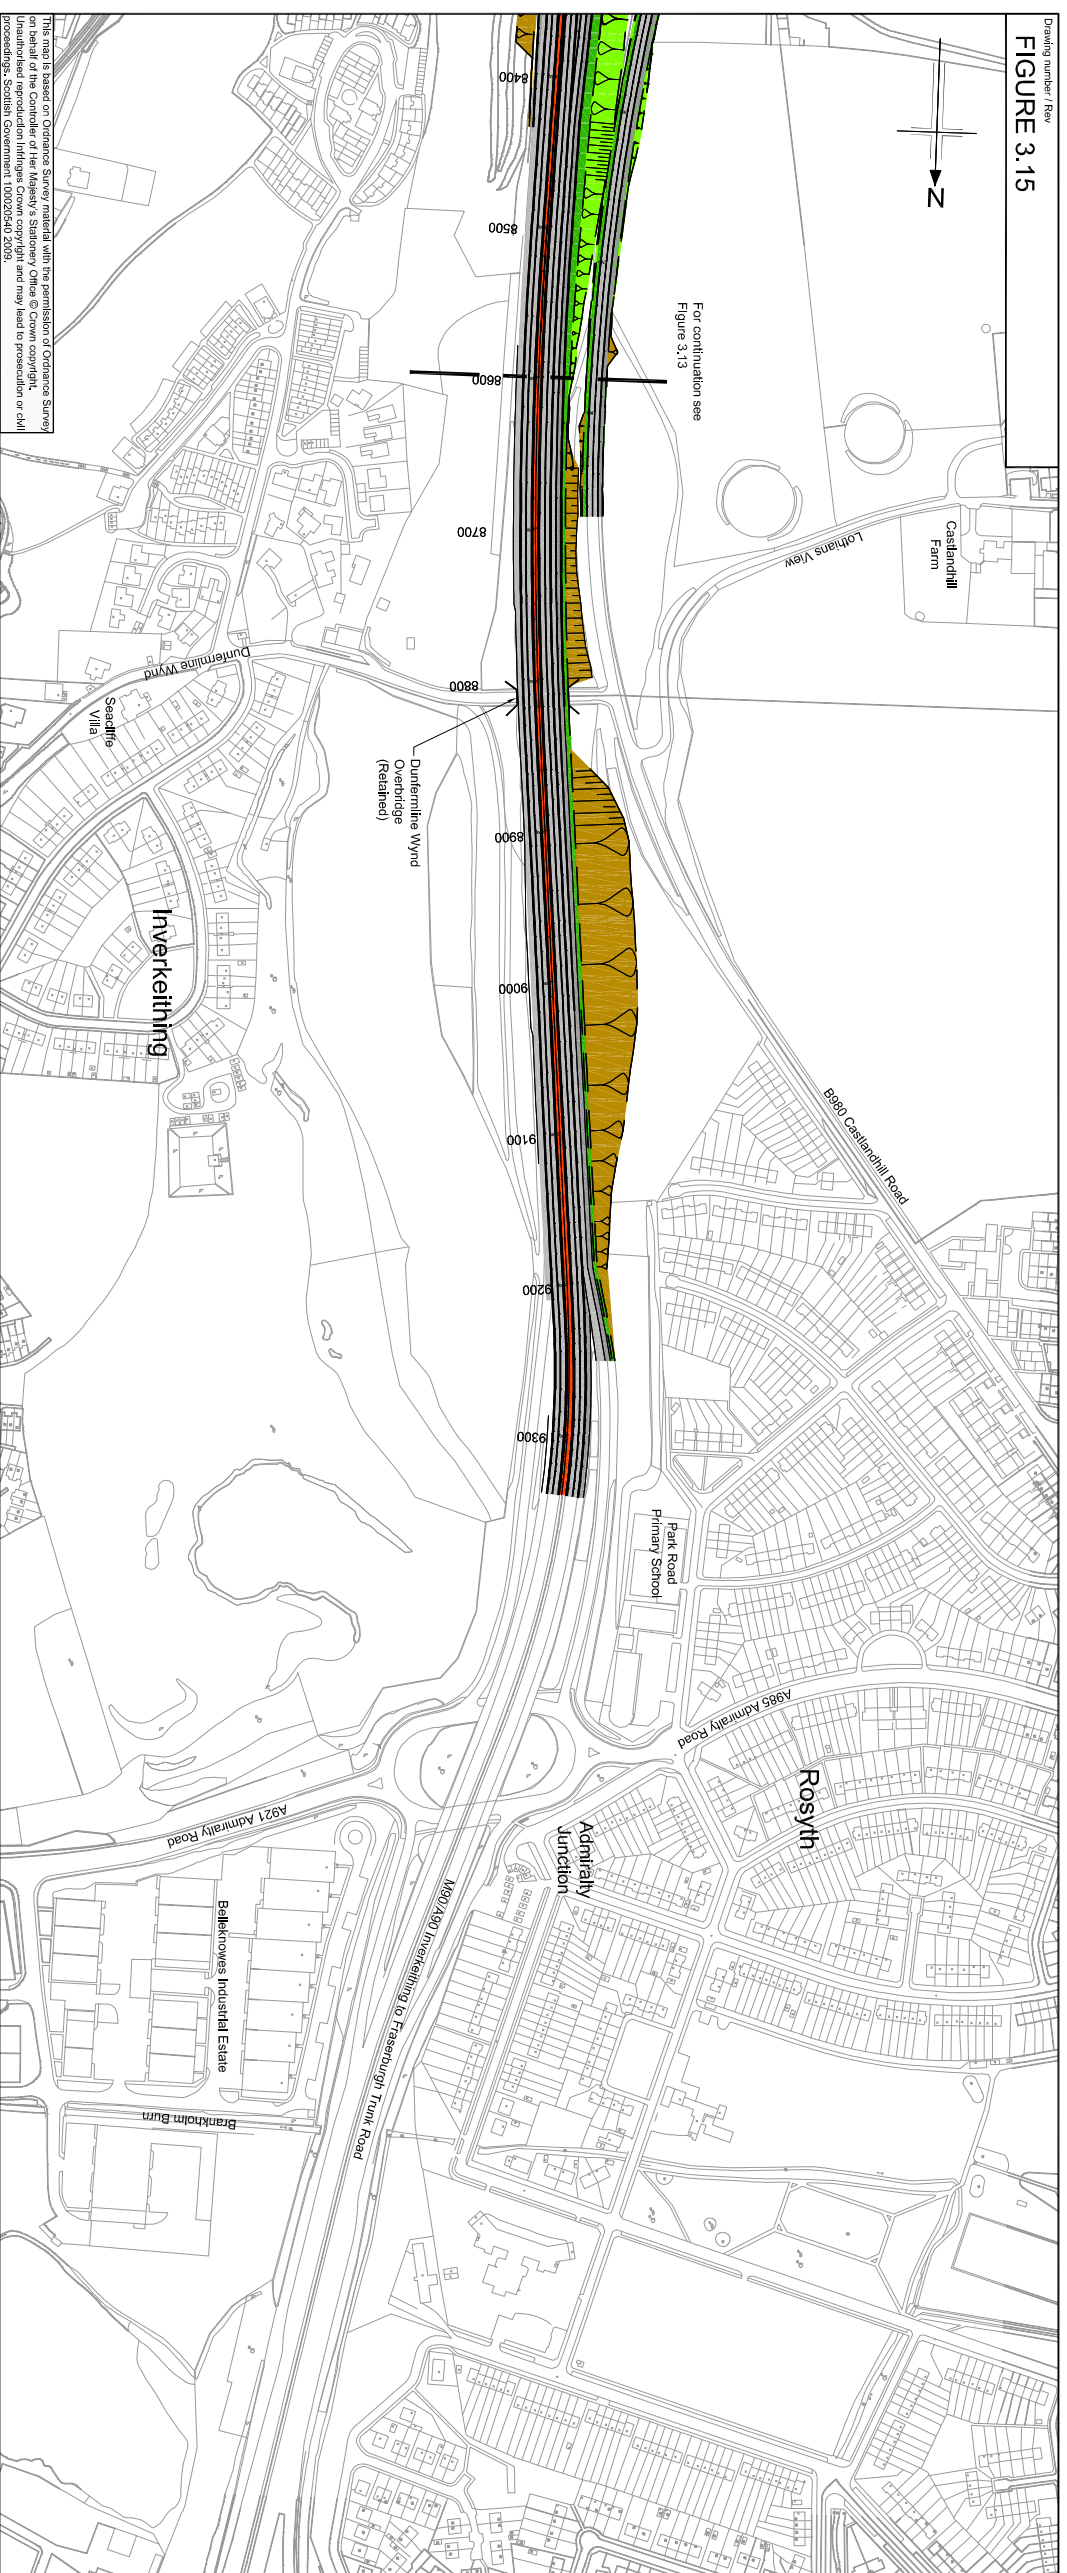 Drawing number / Rev
FIGURE 3.15
N
For continuation see
Figure 3.13
8400
8500
8600
8700
8800
8900
9000
9100
9200
9300
Castlandhill
Farm
Lothians View
Dunfermline Wynd
Seacliffe
Villa
Dunfermline Wynd
Overbridge
(Retained)
Inverkeithing
B980 Castlandhill Road
Park Road
Primary School
A985 Admiralty Road
Rosyth
Admiralty
Junction
A921 Admiralty Road
M90/A90 Inverkeithing to Fraserburgh Trunk Road
Belleknowes Industrial Estate
Brankholm Burn
This map is based on Ordnance Survey material with the permission of Ordnance Survey
on behalf of the Controller of Her Majesty's Stationery Office © Crown copyright.
Unauthorised reproduction infringes Crown copyright and may lead to prosecution or civil
proceedings. Scottish Government 100020540 2009.